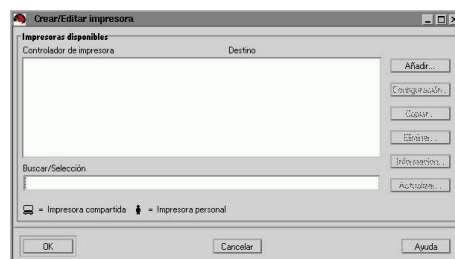 Crear/Editar impresora
Impresoras disponibles
Controlador de impresora Destino
Añadir...
Configuración...
Copiar...
Eliminar...
Información...
Actualizar...
Buscar/Selección
= Impresora compartida = Impresora personal
OK Cancelar Ayuda